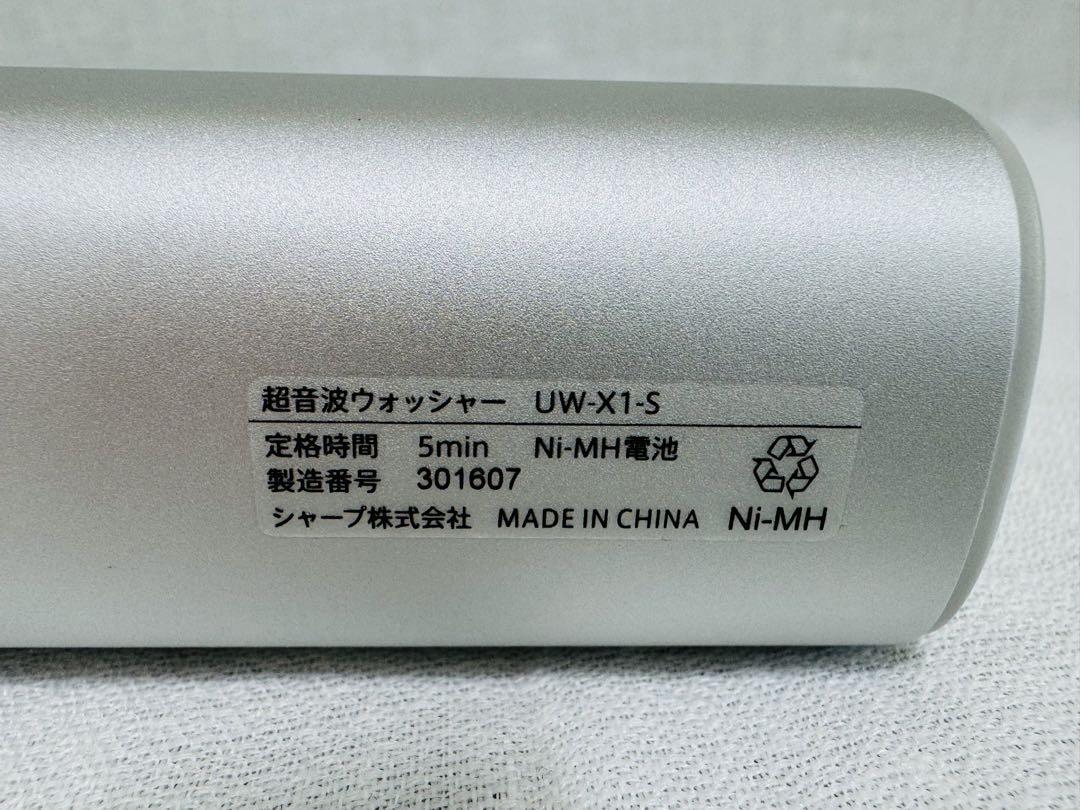 超音波ウォッシャー UW-X1-S
定格時間 5min Ni-MH電池
製造番号 301607
シャープ株式会社 MADE IN CHINA Ni-MH